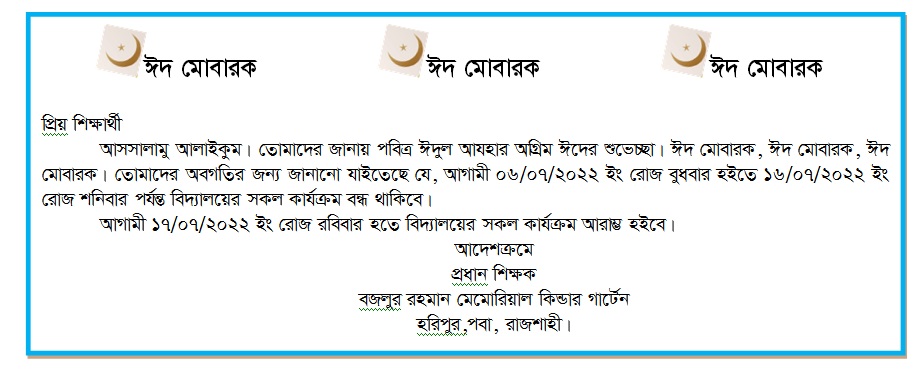 ঈদ মোবারক ঈদ মোবারক ঈদ মোবারক
প্রিয় শিক্ষার্থী
আসসালামু আলাইকুম। তোমাদের জানায় পবিত্র ঈদুল আযহার অগ্রিম ঈদের শুভেচ্ছা। ঈদ মোবারক, ঈদ মোবারক, ঈদ
মোবারক। তোমাদের অবগতির জন্য জানানো যাইতেছে যে, আগামী ০৬/০৭/২০২২ ইং রোজ বুধবার হইতে ১৬/০৭/২০২২ ইং
রোজ শনিবার পর্যন্ত বিদ্যালয়ের সকল কার্যক্রম বন্ধ থাকিবে।
আগামী ১৭/০৭/২০২২ ইং রোজ রবিবার হতে বিদ্যালয়ের সকল কার্যক্রম আরাম্ভ হইবে।
আদেশক্রমে
প্রধান শিক্ষক
বজলুর রহমান মেমোরিয়াল কিন্ডার গার্টেন
হরিপুর,পবা, রাজশাহী।